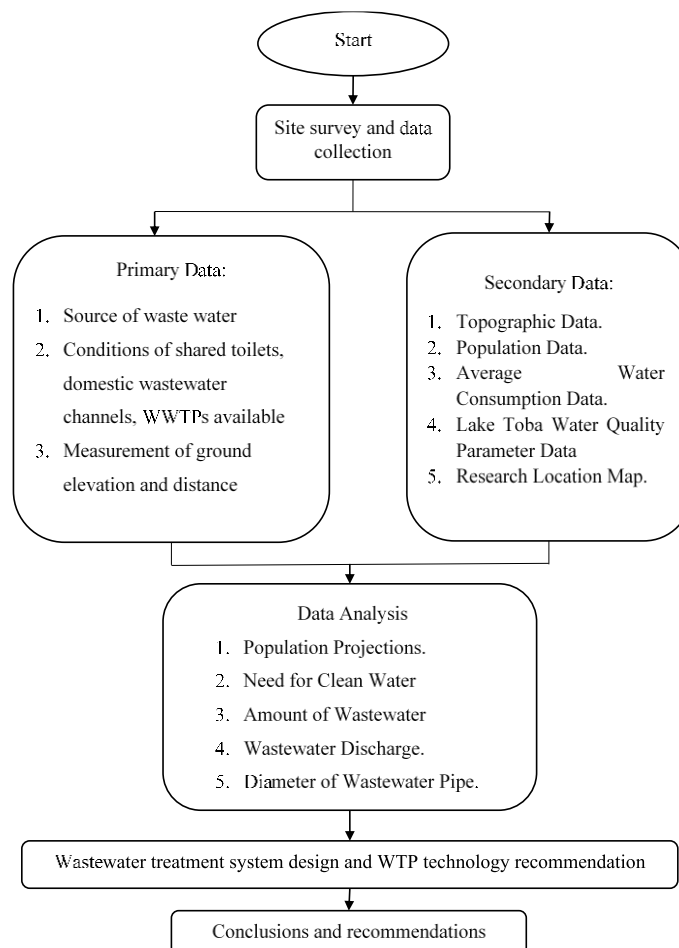 Start
Site survey and data
collection
Primary Data:
1. Source of waste water
2. Conditions of shared toilets,
domestic wastewater
channels, WWTPs available
3. Measurement of ground
elevation and distance
Secondary Data:
1. Topographic Data.
2. Population Data.
3. Average Water
Consumption Data.
4. Lake Toba Water Quality
Parameter Data
5. Research Location Map.
Data Analysis
1. Population Projections.
2. Need for Clean Water
3. Amount of Wastewater
4. Wastewater Discharge.
5. Diameter of Wastewater Pipe.
Wastewater treatment system design and WTP technology recommendation
Conclusions and recommendations